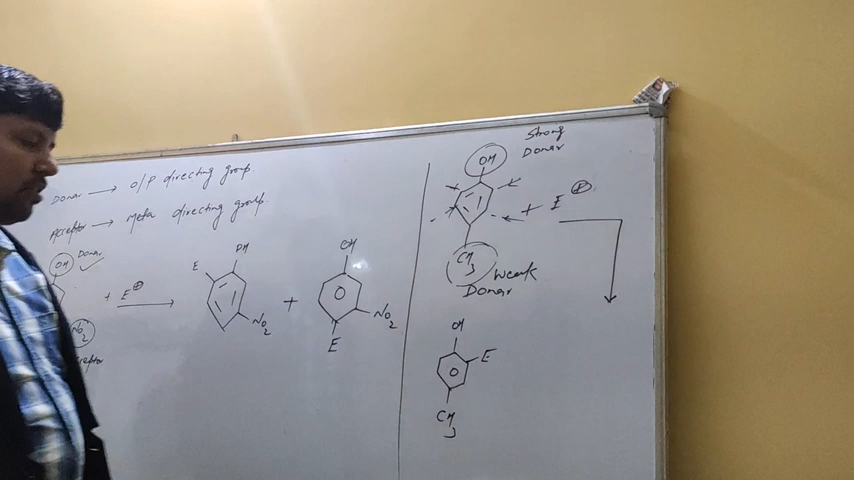 Donar → O/P directing group.
Acceptor → Meta directing group.
OH Donar ✓
NO2
+ E⊕ →
E OH
NO2
+
OH
NO2
E
Strong
Donar
OH
+ E⊕
CH3 Weak
Donar
OH
E
CH3